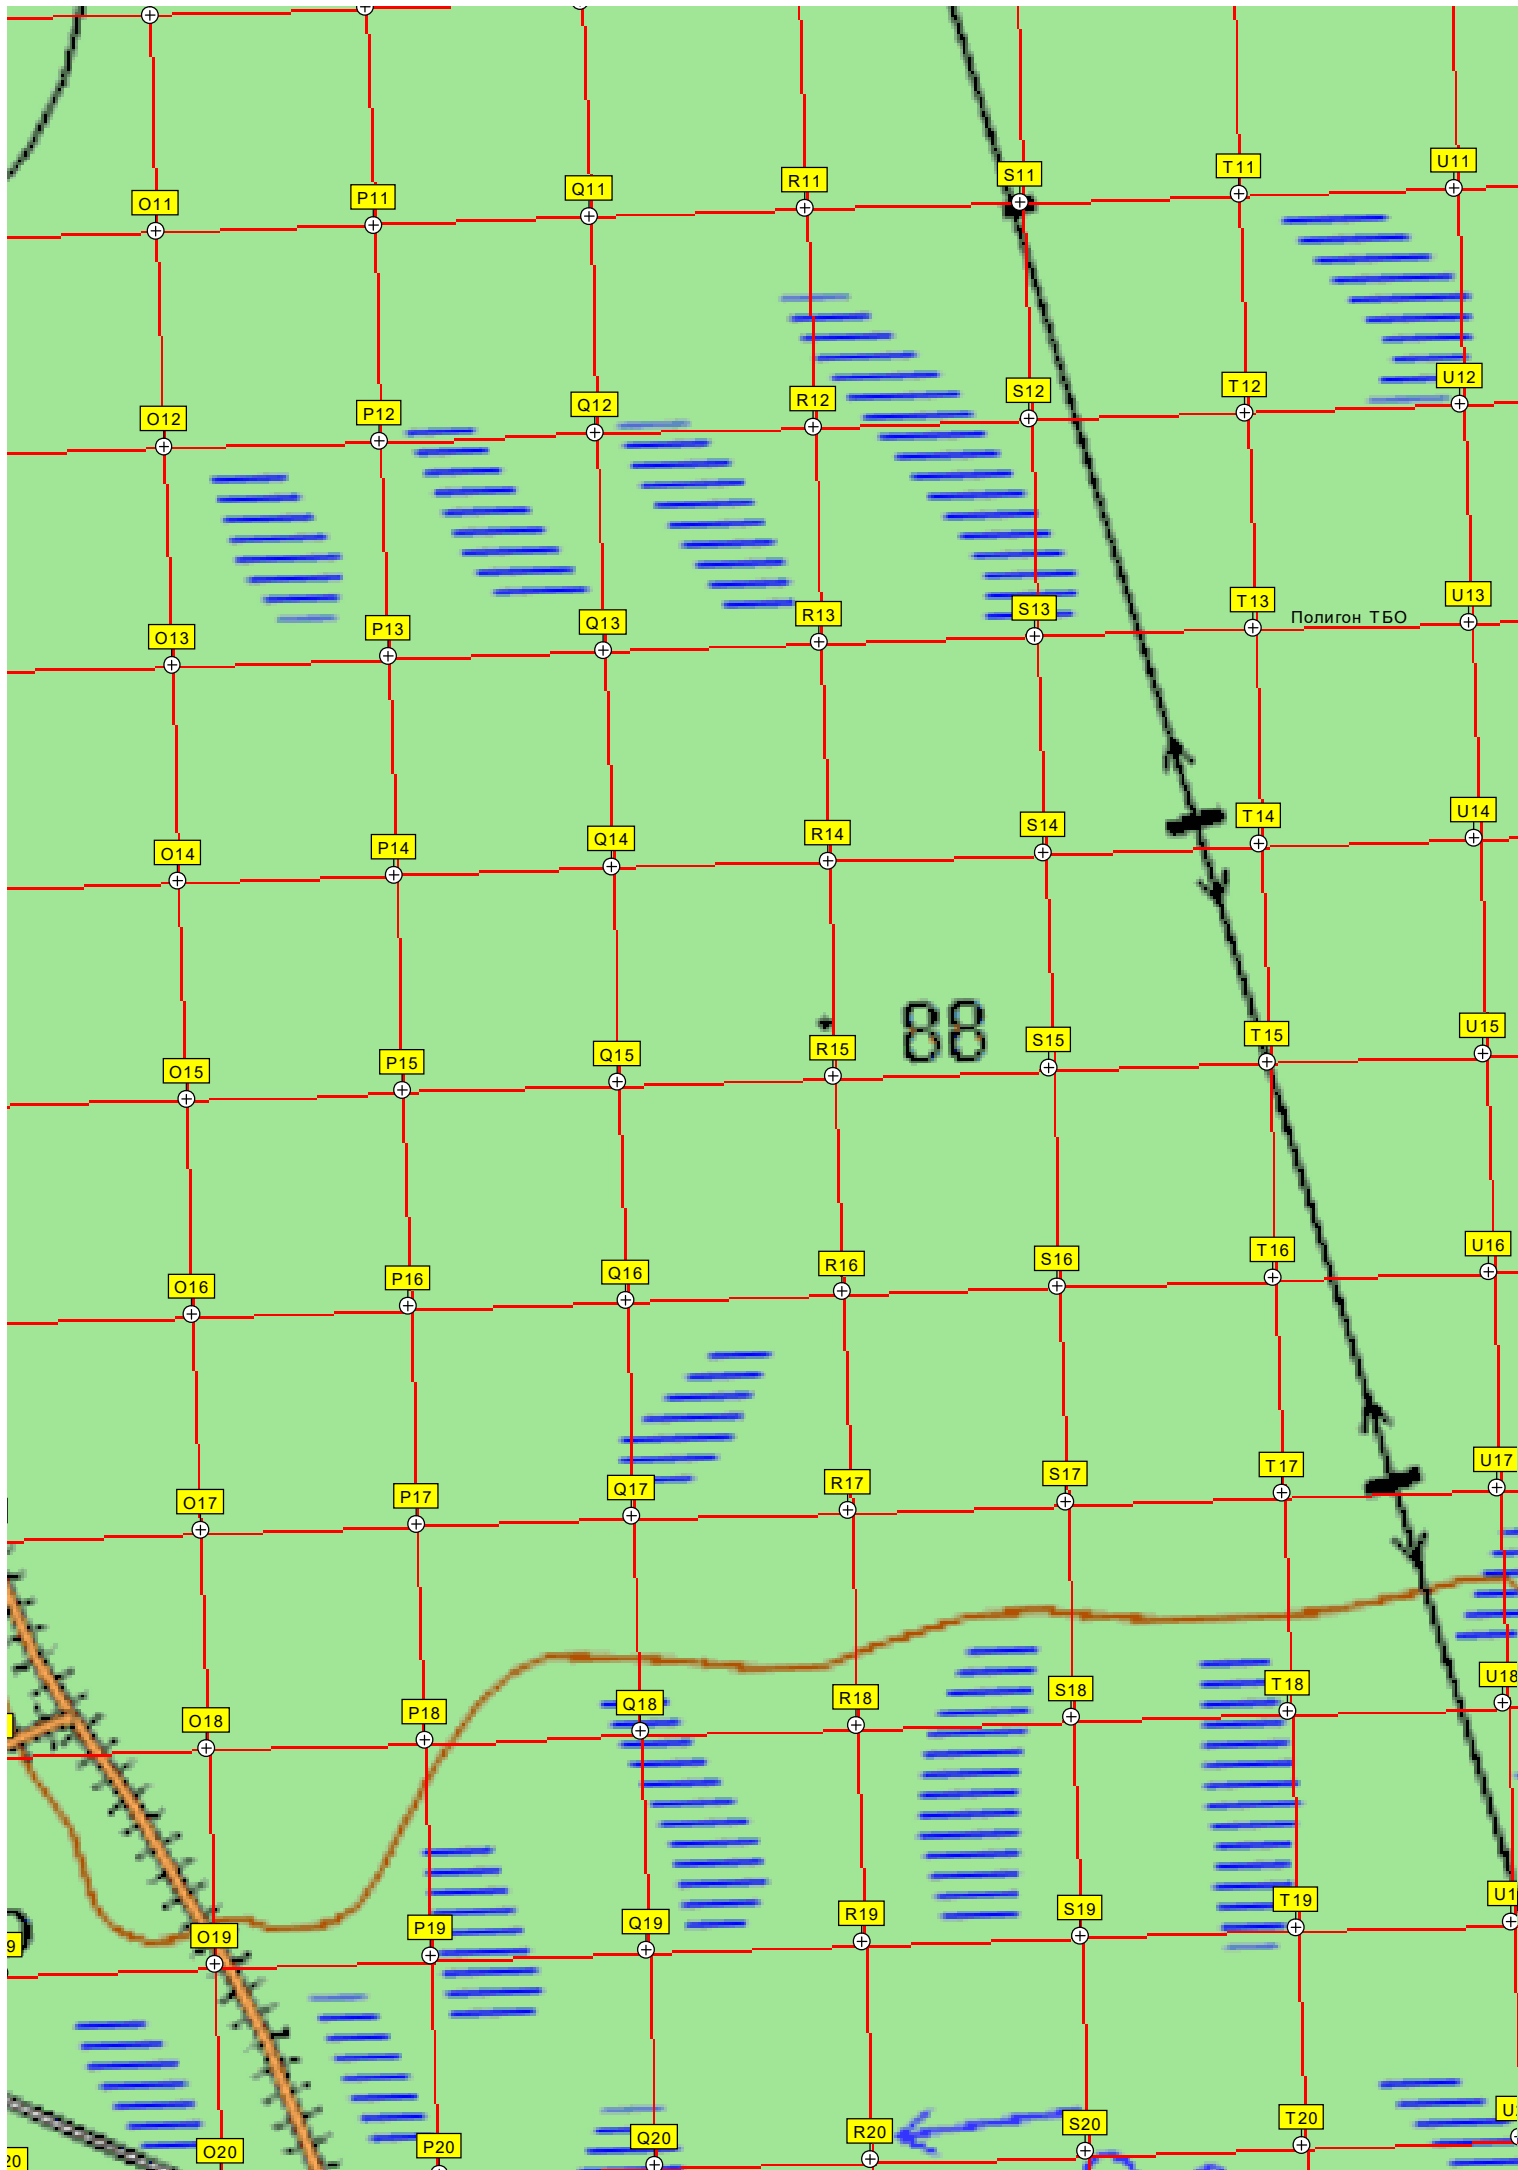 O11 P11 Q11 R11 S11 T11 U11
O12 P12 Q12 R12 S12 T12 U12
O13 P13 Q13 R13 S13 T13 Полигон ТБО U13
O14 P14 Q14 R14 S14 T14 U14
88
O15 P15 Q15 R15 S15 T15 U15
O16 P16 Q16 R16 S16 T16 U16
O17 P17 Q17 R17 S17 T17 U17
O18 P18 Q18 R18 S18 T18 U18
9 O19 P19 Q19 R19 S19 T19 U1
20 O20 P20 Q20 R20 S20 T20 U